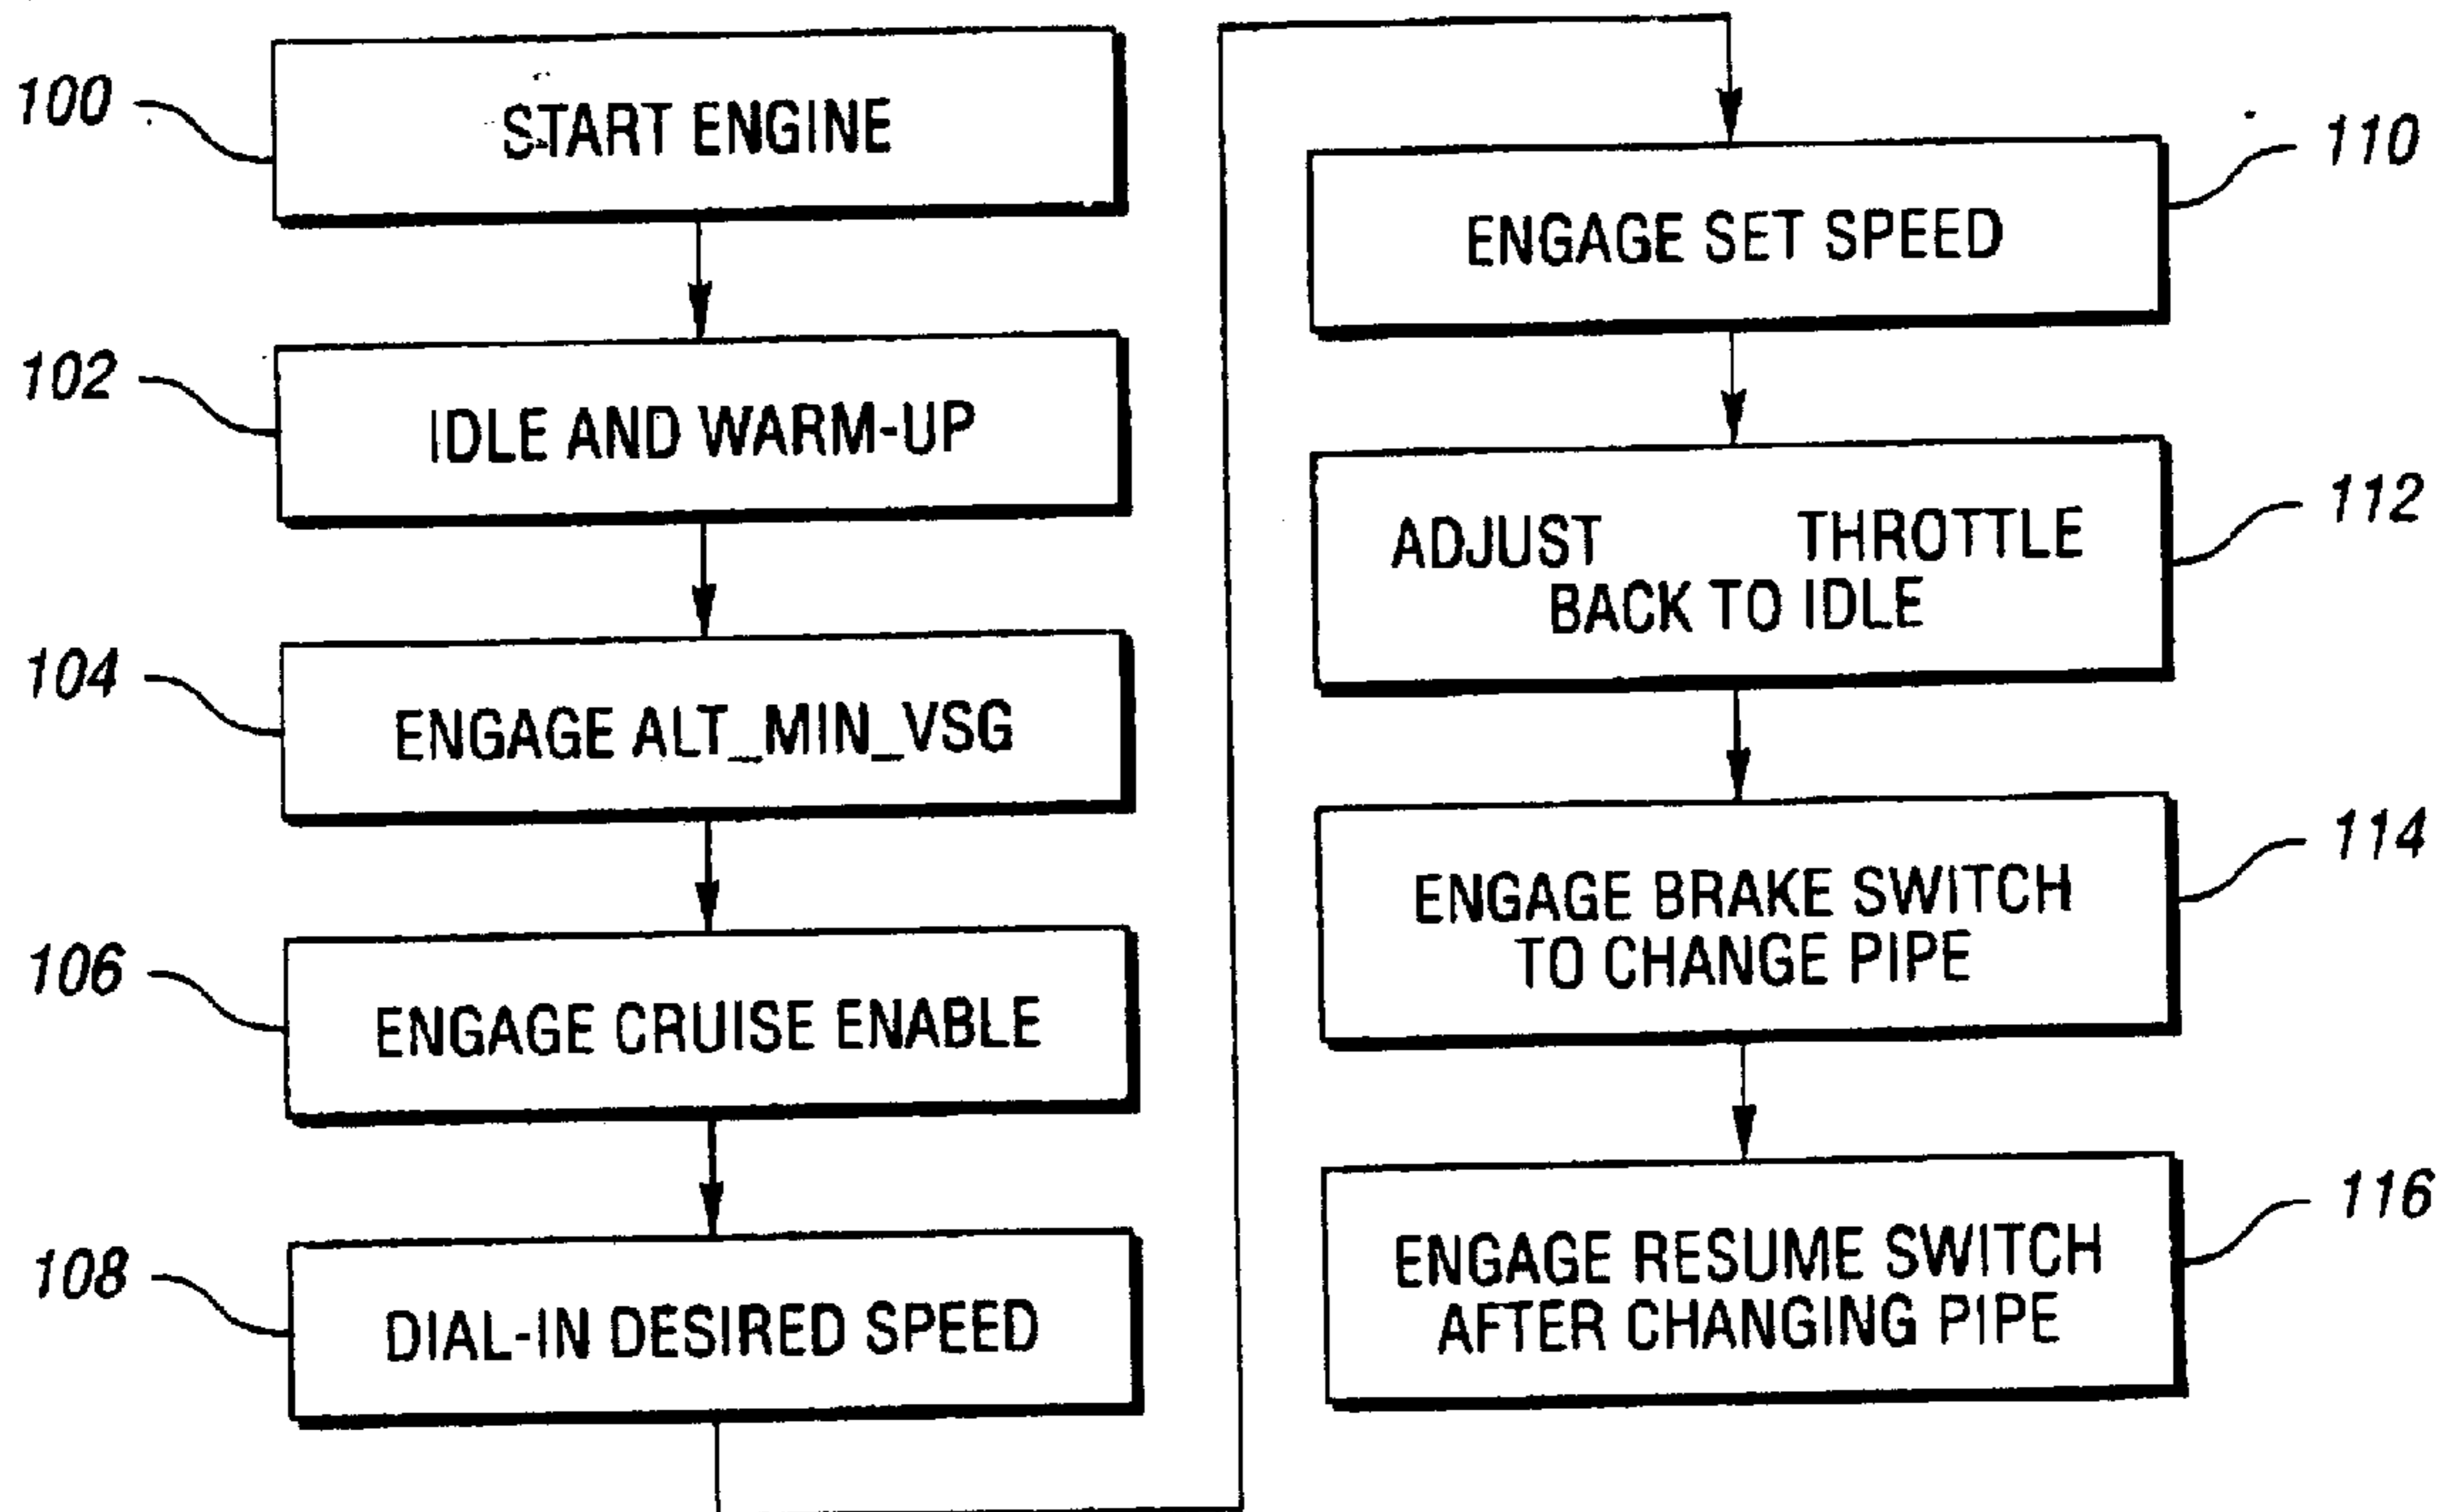 100
START ENGINE
102
IDLE AND WARM-UP
104
ENGAGE ALT_MIN_VSG
106
ENGAGE CRUISE ENABLE
108
DIAL-IN DESIRED SPEED
110
ENGAGE SET SPEED
112
ADJUST THROTTLE
BACK TO IDLE
114
ENGAGE BRAKE SWITCH
TO CHANGE PIPE
116
ENGAGE RESUME SWITCH
AFTER CHANGING PIPE